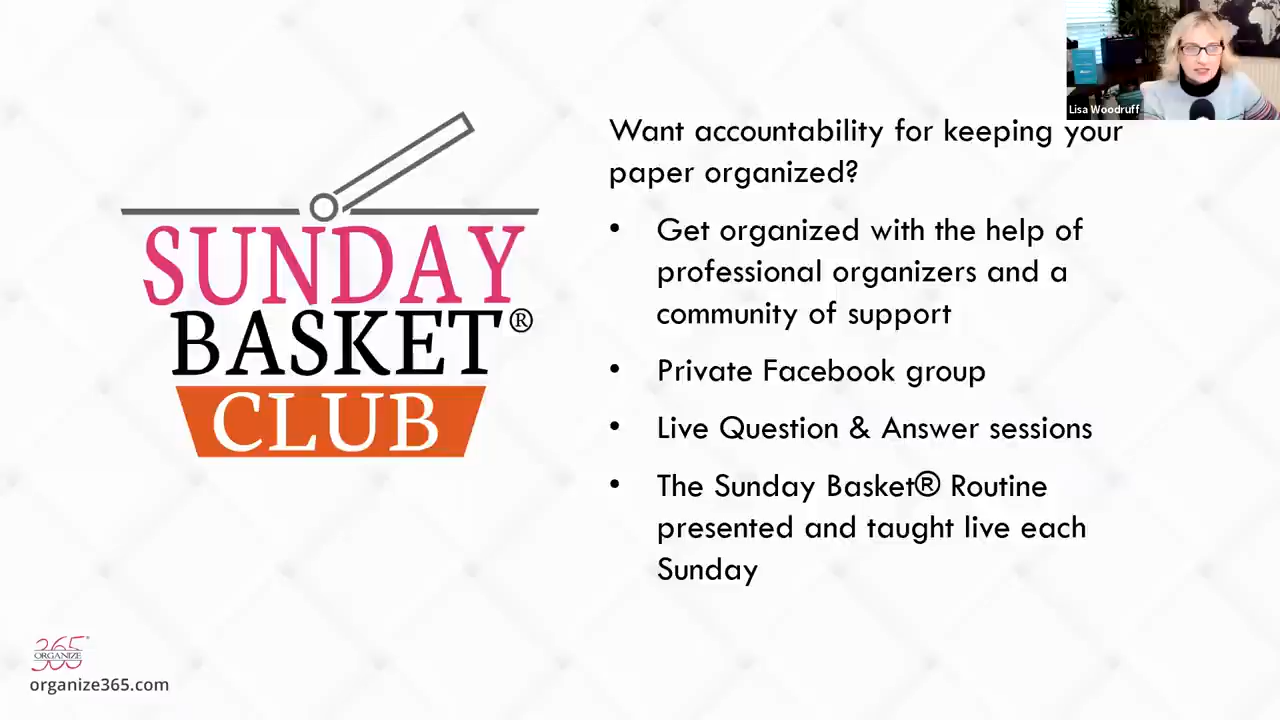 Lisa Woodruff
SUNDAY
BASKET®
CLUB
Want accountability for keeping your
paper organized?
• Get organized with the help of
professional organizers and a
community of support
• Private Facebook group
• Live Question & Answer sessions
• The Sunday Basket® Routine
presented and taught live each
Sunday
365®
ORGANIZE
organize365.com